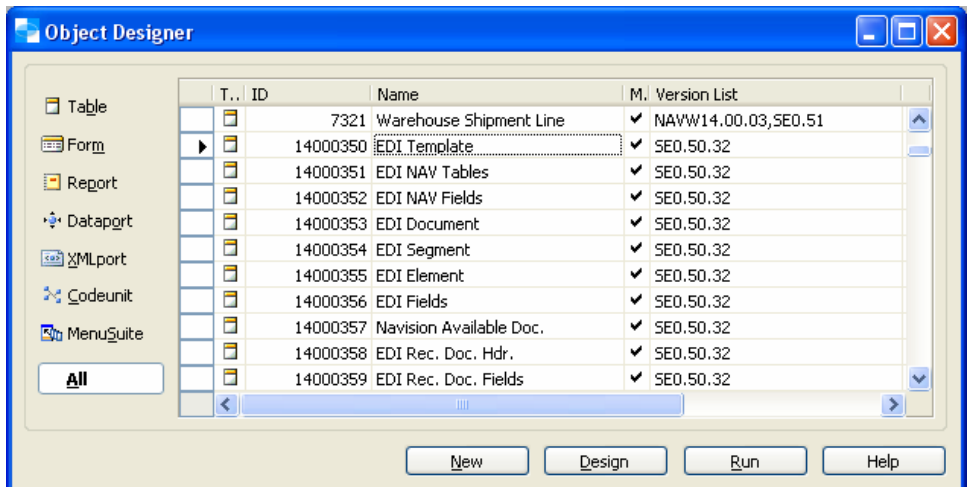 Object Designer
T.. ID Name M. Version List
Table
Form
Report
Dataport
XMLport
Codeunit
MenuSuite
All
7321 Warehouse Shipment Line NAVW14.00.03,SE0.51
14000350 EDI Template SE0.50.32
14000351 EDI NAV Tables SE0.50.32
14000352 EDI NAV Fields SE0.50.32
14000353 EDI Document SE0.50.32
14000354 EDI Segment SE0.50.32
14000355 EDI Element SE0.50.32
14000356 EDI Fields SE0.50.32
14000357 Navision Available Doc. SE0.50.32
14000358 EDI Rec. Doc. Hdr. SE0.50.32
14000359 EDI Rec. Doc. Fields SE0.50.32
New Design Run Help